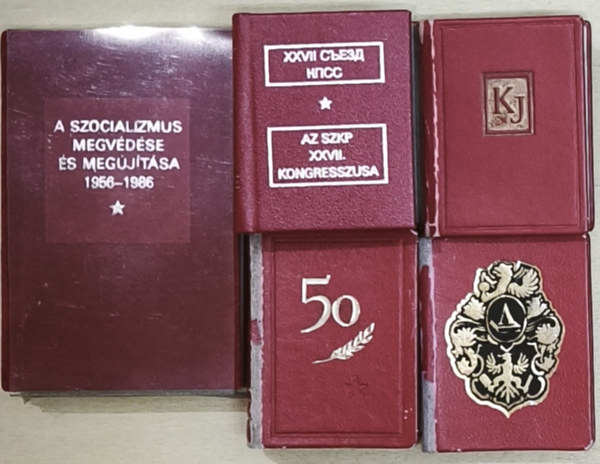 A SZOCIALIZMUS
MEGVÉDÉSE
ÉS MEGÚJÍTÁSA
1956–1986
XXVII СЪЕЗД
КПСС
AZ SZKP
XXVII.
KONGRESSZUSA
KJ
50